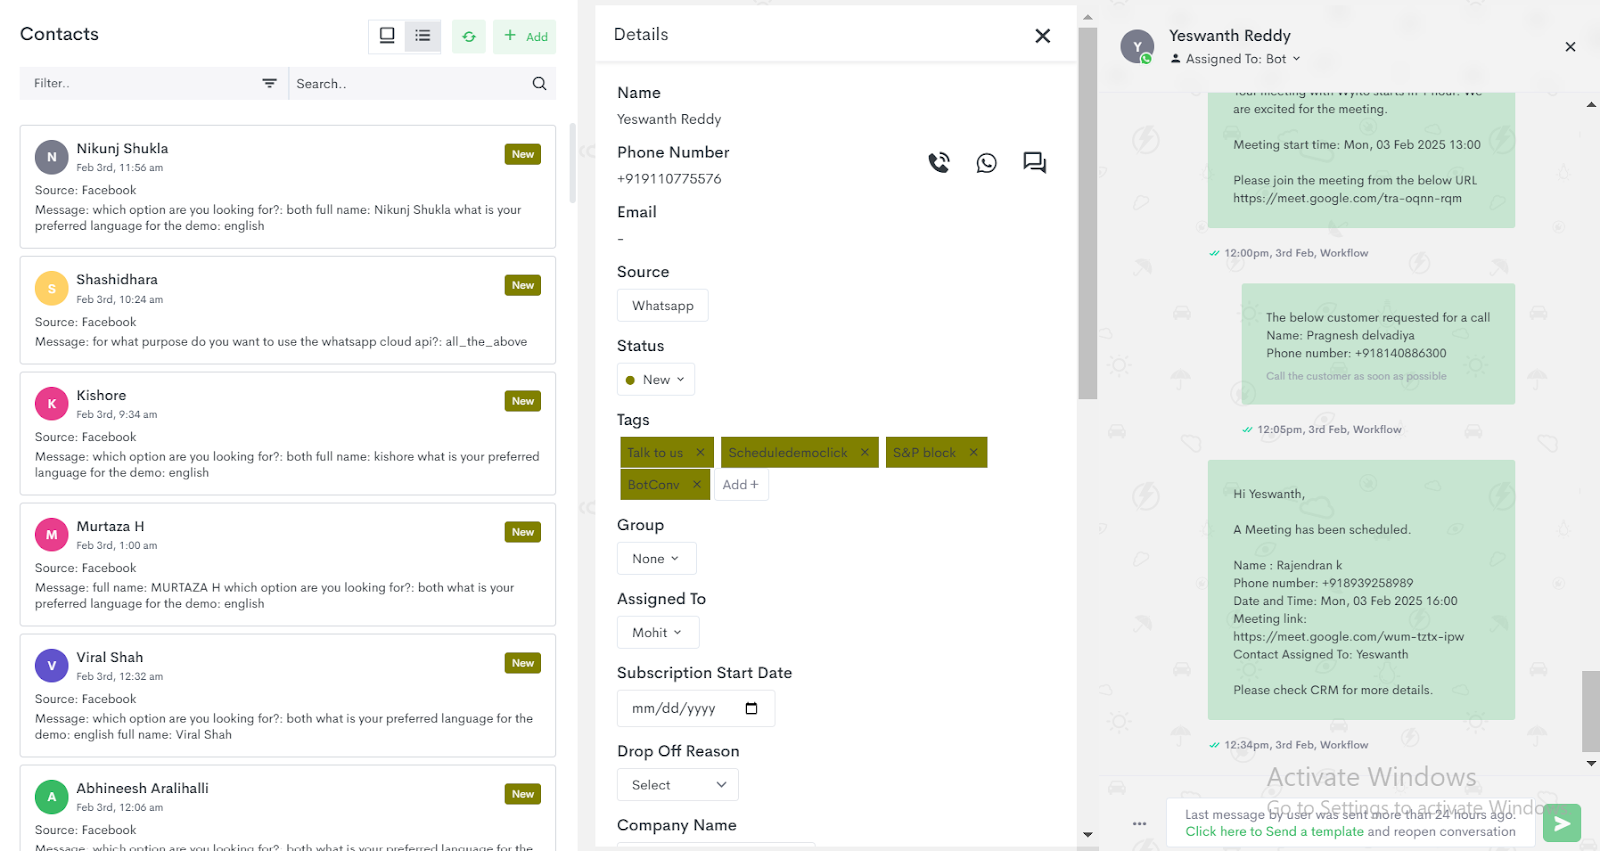 Contacts
Add
Filter..
Search..
N
Nikunj Shukla
Feb 3rd, 11:56 am
New
Source: Facebook
Message: which option are you looking for?: both full name: Nikunj Shukla what is your
preferred language for the demo: english
S
Shashidhara
Feb 3rd, 10:24 am
New
Source: Facebook
Message: for what purpose do you want to use the whatsapp cloud api?: all_the_above
K
Kishore
Feb 3rd, 9:34 am
New
Source: Facebook
Message: which option are you looking for?: both full name: kishore what is your preferred
language for the demo: english
M
Murtaza H
Feb 3rd, 1:00 am
New
Source: Facebook
Message: full name: MURTAZA H which option are you looking for?: both what is your
preferred language for the demo: english
V
Viral Shah
Feb 3rd, 12:32 am
New
Source: Facebook
Message: which option are you looking for?: both what is your preferred language for the
demo: english full name: Viral Shah
A
Abhineesh Aralihalli
Feb 3rd, 12:06 am
New
Source: Facebook
Message: which option are you looking for?: both what is your preferred language for the
Details
Name
Yeswanth Reddy
Phone Number
+919110775576
Email
-
Source
Whatsapp
Status
New
Tags
Talk to us ×
Scheduledemoclick ×
S&P block ×
BotConv ×
Add +
Group
None
Assigned To
Mohit
Subscription Start Date
mm/dd/yyyy
Drop Off Reason
Select
Company Name
Y
Yeswanth Reddy
Assigned To: Bot
Your meeting with Wylto starts in 1 hour. We
are excited for the meeting.
Meeting start time: Mon, 03 Feb 2025 13:00
Please join the meeting from the below URL
https://meet.google.com/tra-oqnn-rqm
12:00pm, 3rd Feb, Workflow
The below customer requested for a call
Name: Pragnesh delvadiya
Phone number: +918140886300
Call the customer as soon as possible
12:05pm, 3rd Feb, Workflow
Hi Yeswanth,
A Meeting has been scheduled.
Name : Rajendran k
Phone number: +918939258989
Date and Time: Mon, 03 Feb 2025 16:00
Meeting link:
https://meet.google.com/wum-tztx-ipw
Contact Assigned To: Yeswanth
Please check CRM for more details.
12:34pm, 3rd Feb, Workflow
Activate Windows
Go to Settings to activate Windo
Last message by user was sent more than 24 hours ago.
Click here to Send a template and reopen conversation